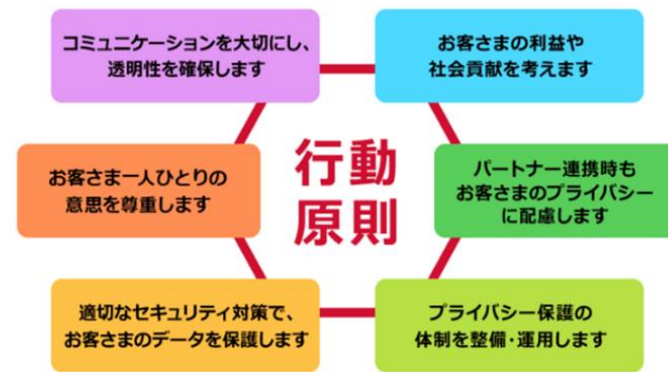 コミュニケーションを大切にし、
透明性を確保します
お客さまの利益や
社会貢献を考えます
お客さま一人ひとりの
意思を尊重します
行動
原則
パートナー連携時も
お客さまのプライバシー
に配慮します
適切なセキュリティ対策で、
お客さまのデータを保護します
プライバシー保護の
体制を整備・運用します